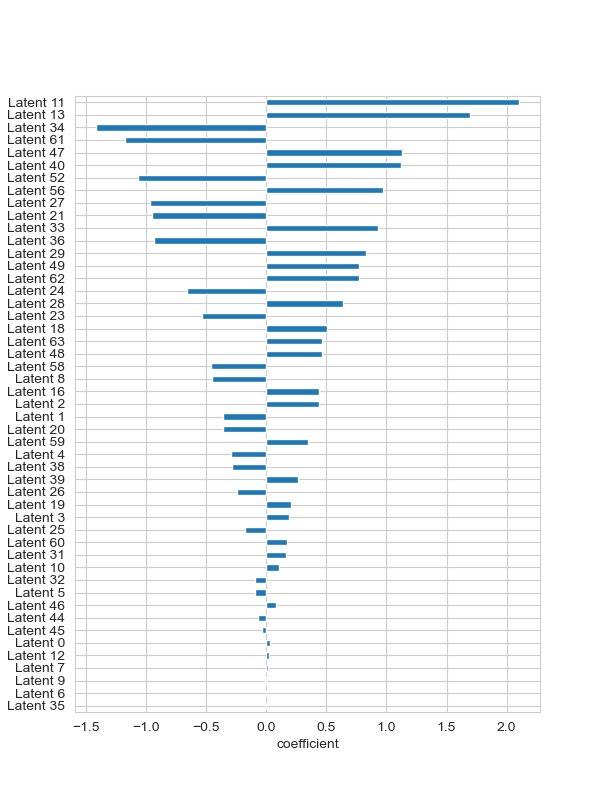 Latent 11
Latent 13
Latent 34
Latent 61
Latent 47
Latent 40
Latent 52
Latent 56
Latent 27
Latent 21
Latent 33
Latent 36
Latent 29
Latent 49
Latent 62
Latent 24
Latent 28
Latent 23
Latent 18
Latent 63
Latent 48
Latent 58
Latent 8
Latent 16
Latent 2
Latent 1
Latent 20
Latent 59
Latent 4
Latent 38
Latent 39
Latent 26
Latent 19
Latent 3
Latent 25
Latent 60
Latent 31
Latent 10
Latent 32
Latent 5
Latent 46
Latent 44
Latent 45
Latent 0
Latent 12
Latent 7
Latent 9
Latent 6
Latent 35
−1.5 −1.0 −0.5 0.0 0.5 1.0 1.5 2.0
coefficient